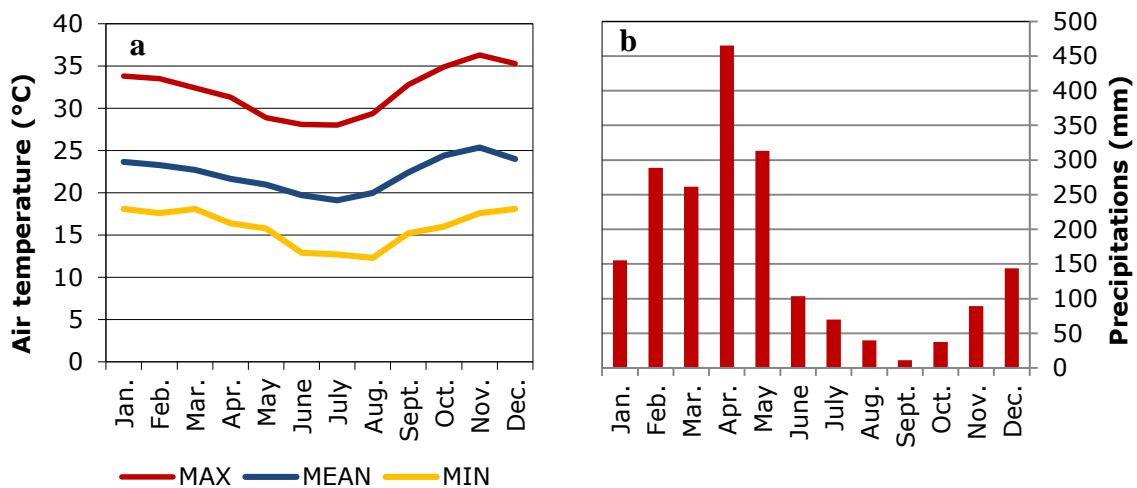 a
Air temperature (°C)
40
35
30
25
20
15
10
5
0
Jan.
Feb.
Mar.
Apr.
May
June
July
Aug.
Sept.
Oct.
Nov.
Dec.
MAX
MEAN
MIN
b
500
450
400
350
300
250
200
150
100
50
0
Precipitations (mm)
Jan.
Feb.
Mar.
Apr.
May
June
July
Aug.
Sept.
Oct.
Nov.
Dec.